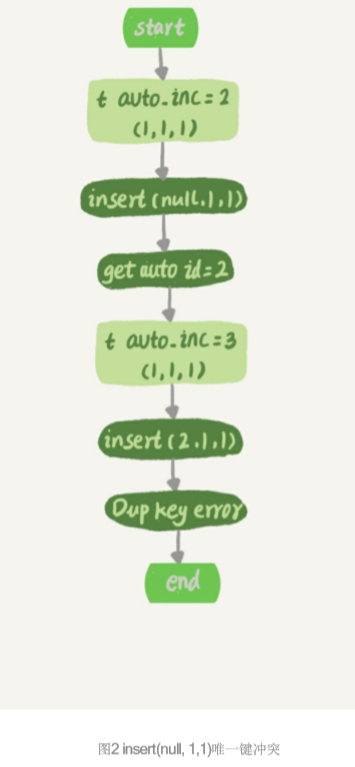 start
t auto_inc=2
(1,1,1)
insert(null.1,1)
get auto id=2
t auto_inc=3
(1,1,1)
insert(2.1,1)
Dup key error
end
图2 insert(null, 1,1)唯一键冲突